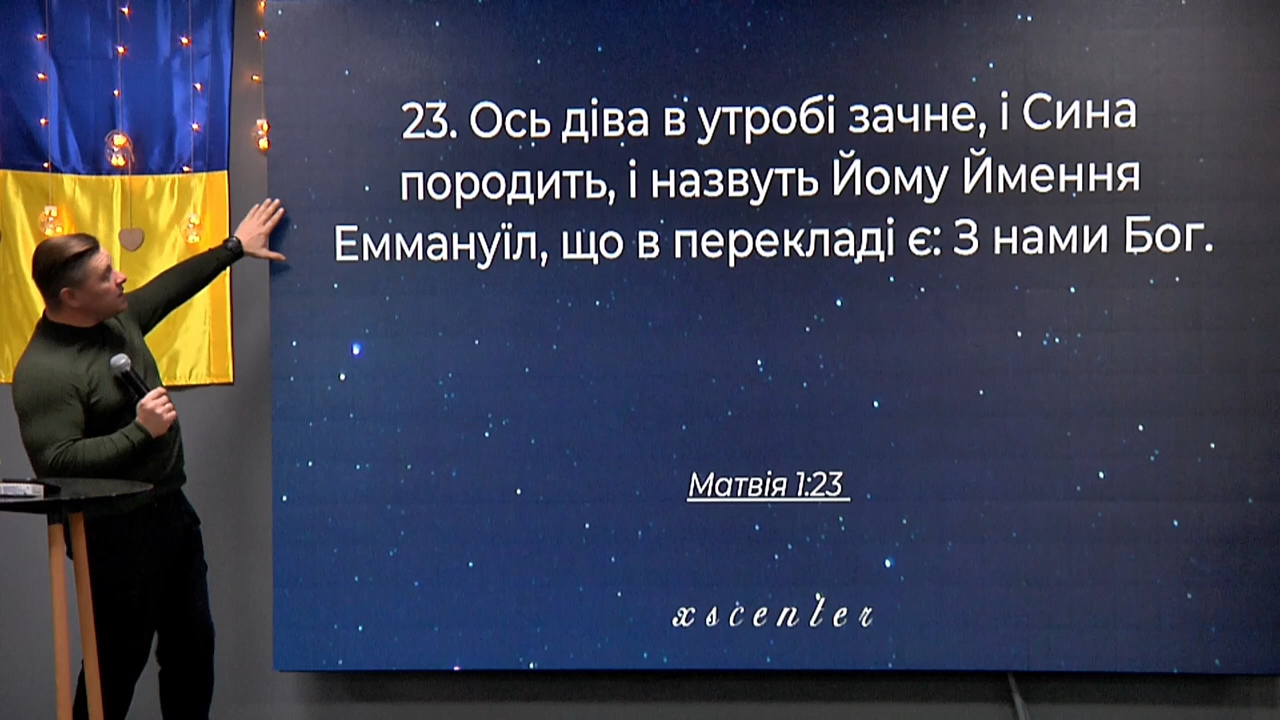 23. Ось діва в утробі зачне, і Сина
породить, і назвуть Йому Ймення
Еммануїл, що в перекладі є: З нами Бог.
Матвія 1:23
xscenter